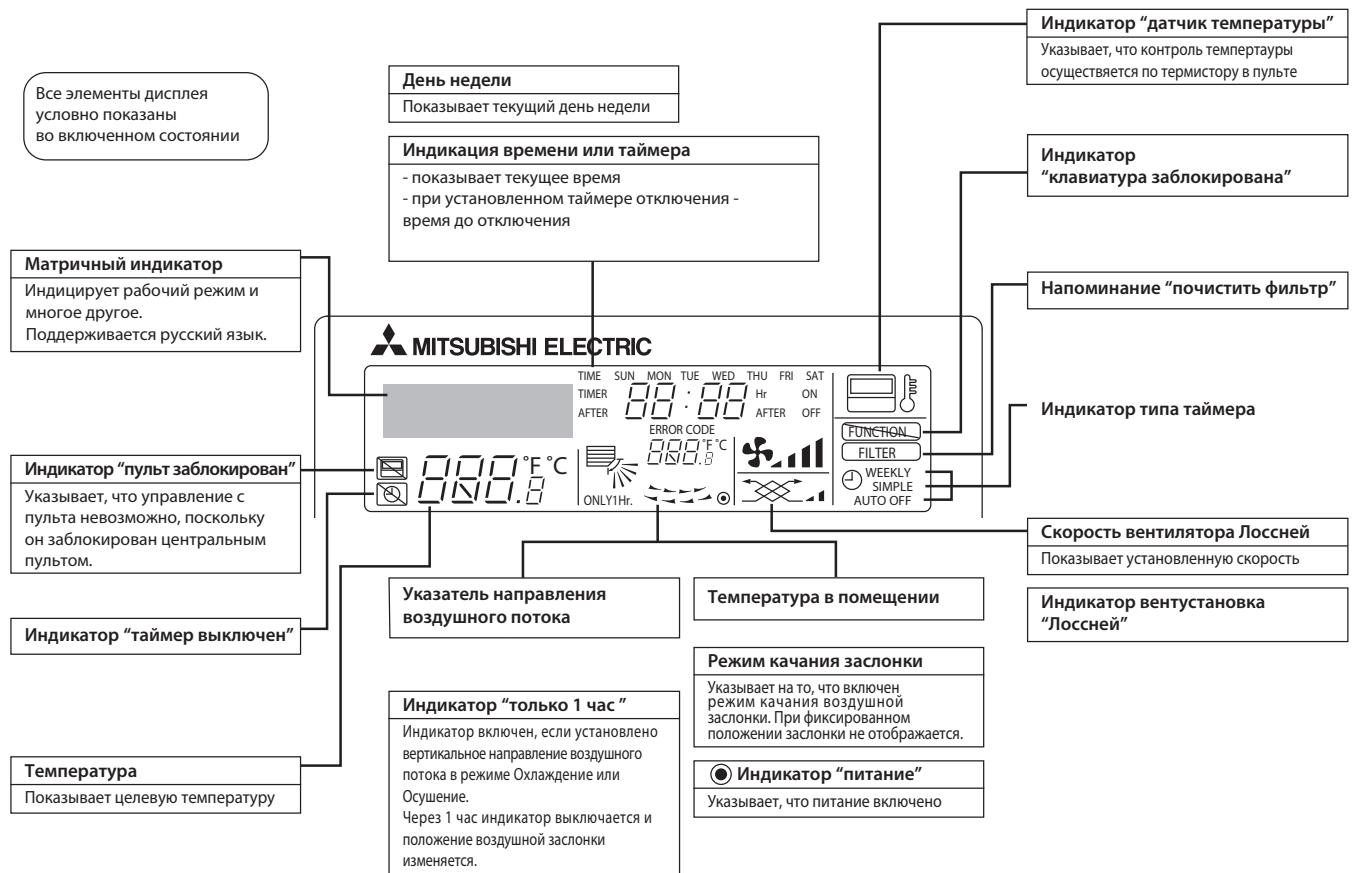 Все элементы дисплея
условно показаны
во включенном состоянии
День недели
Показывает текущий день недели
Индикация времени или таймера
- показывает текущее время
- при установленном таймере отключения -
время до отключения
Матричный индикатор
Индицирует рабочий режим и
многое другое.
Поддерживается русский язык.
Индикатор “пульт заблокирован”
Указывает, что управление с
пульта невозможно, поскольку
он заблокирован центральным
пультом.
Индикатор “таймер выключен”
Температура
Показывает целевую температуру
MITSUBISHI ELECTRIC
TIME SUN MON TUE WED THU FRI SAT
TIMER 88:88 Hr ON
AFTER AFTER OFF
ERROR CODE
888.8 °F °C
888.8 °F °C
ONLY1Hr.
FUNCTION
FILTER
WEEKLY
SIMPLE
AUTO OFF
Указатель направления
воздушного потока
Температура в помещении
Индикатор “только 1 час ”
Индикатор включен, если установлено
вертикальное направление воздушного
потока в режиме Охлаждение или
Осушение.
Через 1 час индикатор выключается и
положение воздушной заслонки
изменяется.
Режим качания заслонки
Указывает на то, что включен
режим качания воздушной
заслонки. При фиксированном
положении заслонки не отображается.
Индикатор “питание”
Указывает, что питание включено
Индикатор “датчик температуры”
Указывает, что контроль темпертауры
осуществяется по термистору в пульте
Индикатор
“клавиатура заблокирована”
Напоминание “почистить фильтр”
Индикатор типа таймера
Скорость вентилятора Лоссней
Показывает установленную скорость
Индикатор вентустановка
“Лоссней”